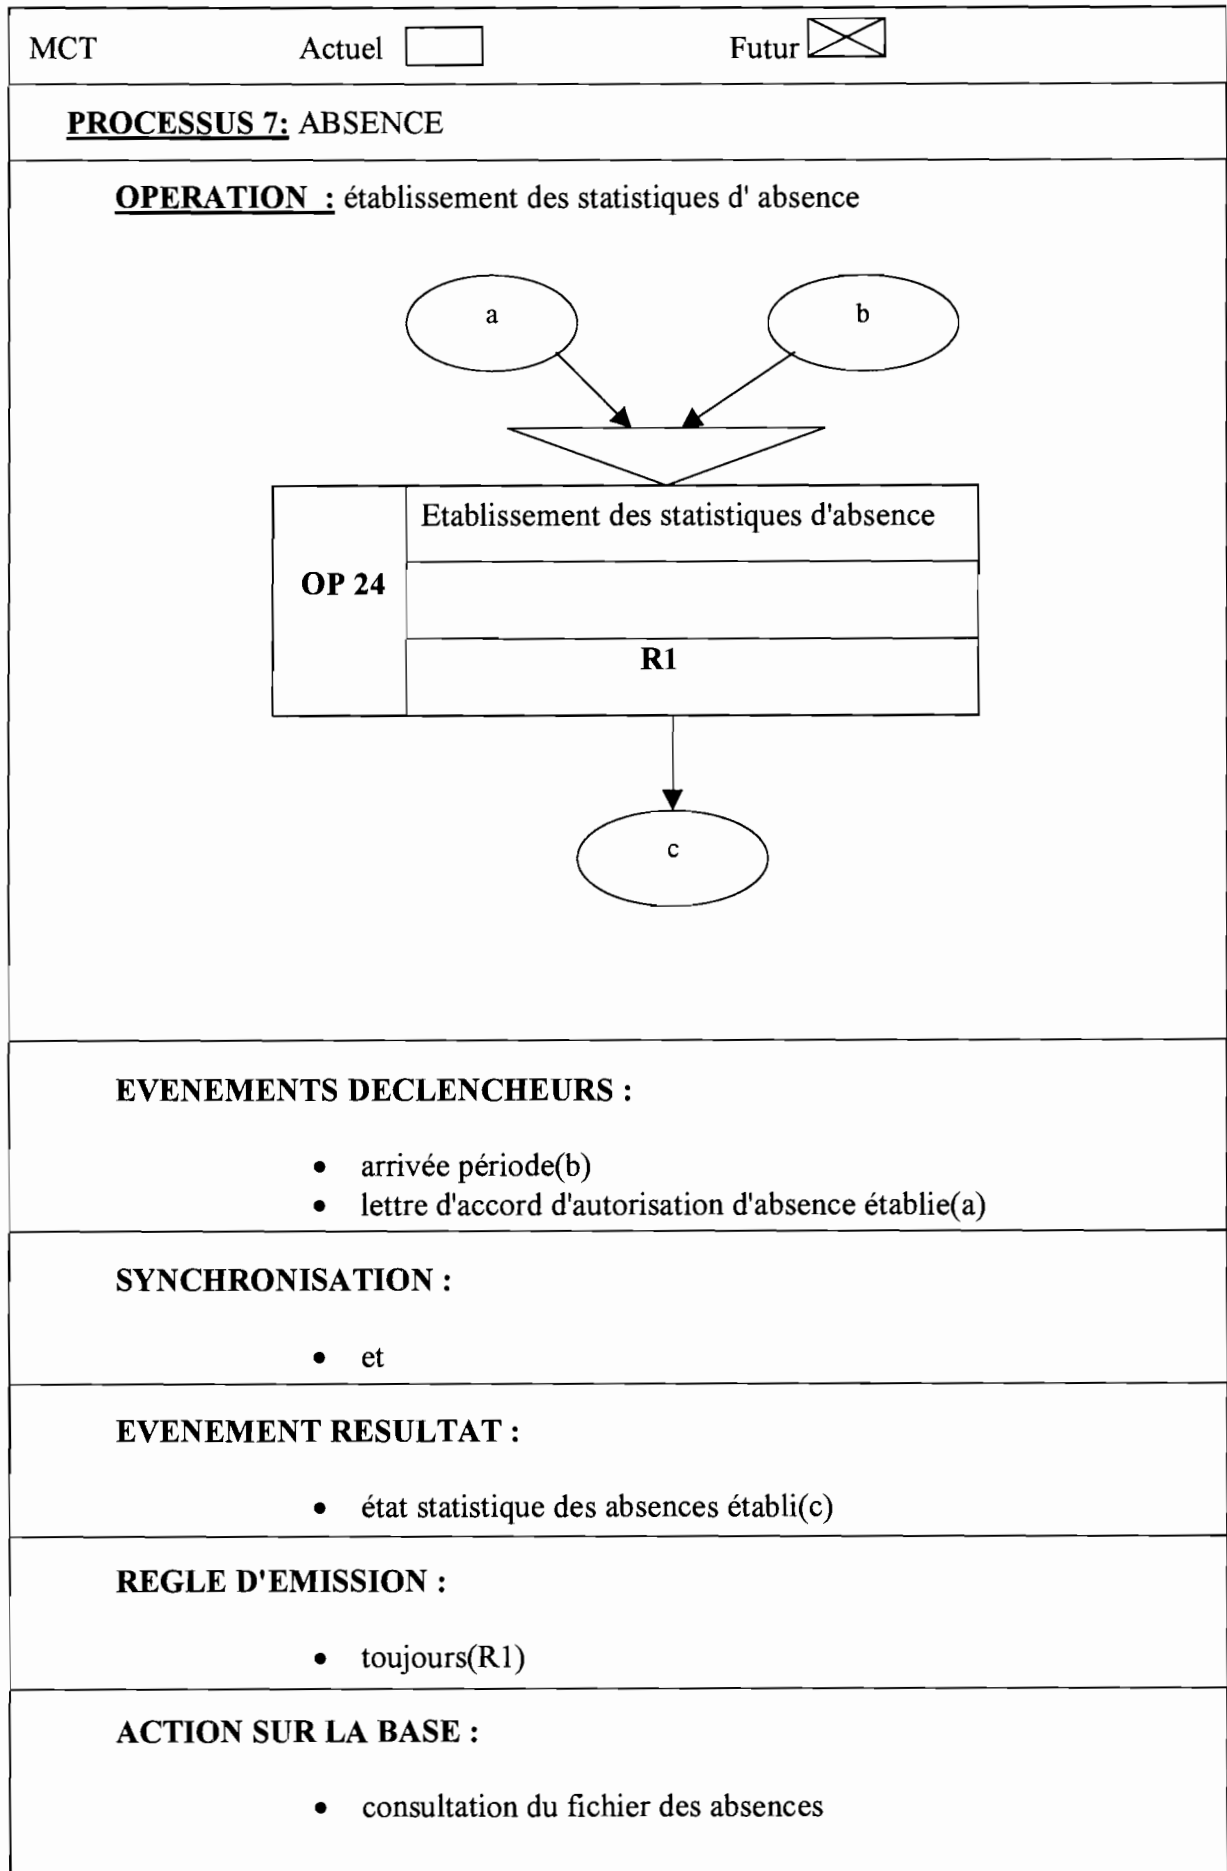 MCT Actuel Futur
PROCESSUS 7: ABSENCE
OPERATION : établissement des statistiques d' absence
a b
Etablissement des statistiques d'absence
OP 24
R1
c
EVENEMENTS DECLENCHEURS :
• arrivée période(b)
• lettre d'accord d'autorisation d'absence établie(a)
SYNCHRONISATION :
• et
EVENEMENT RESULTAT :
• état statistique des absences établi(c)
REGLE D'EMISSION :
• toujours(R1)
ACTION SUR LA BASE :
• consultation du fichier des absences